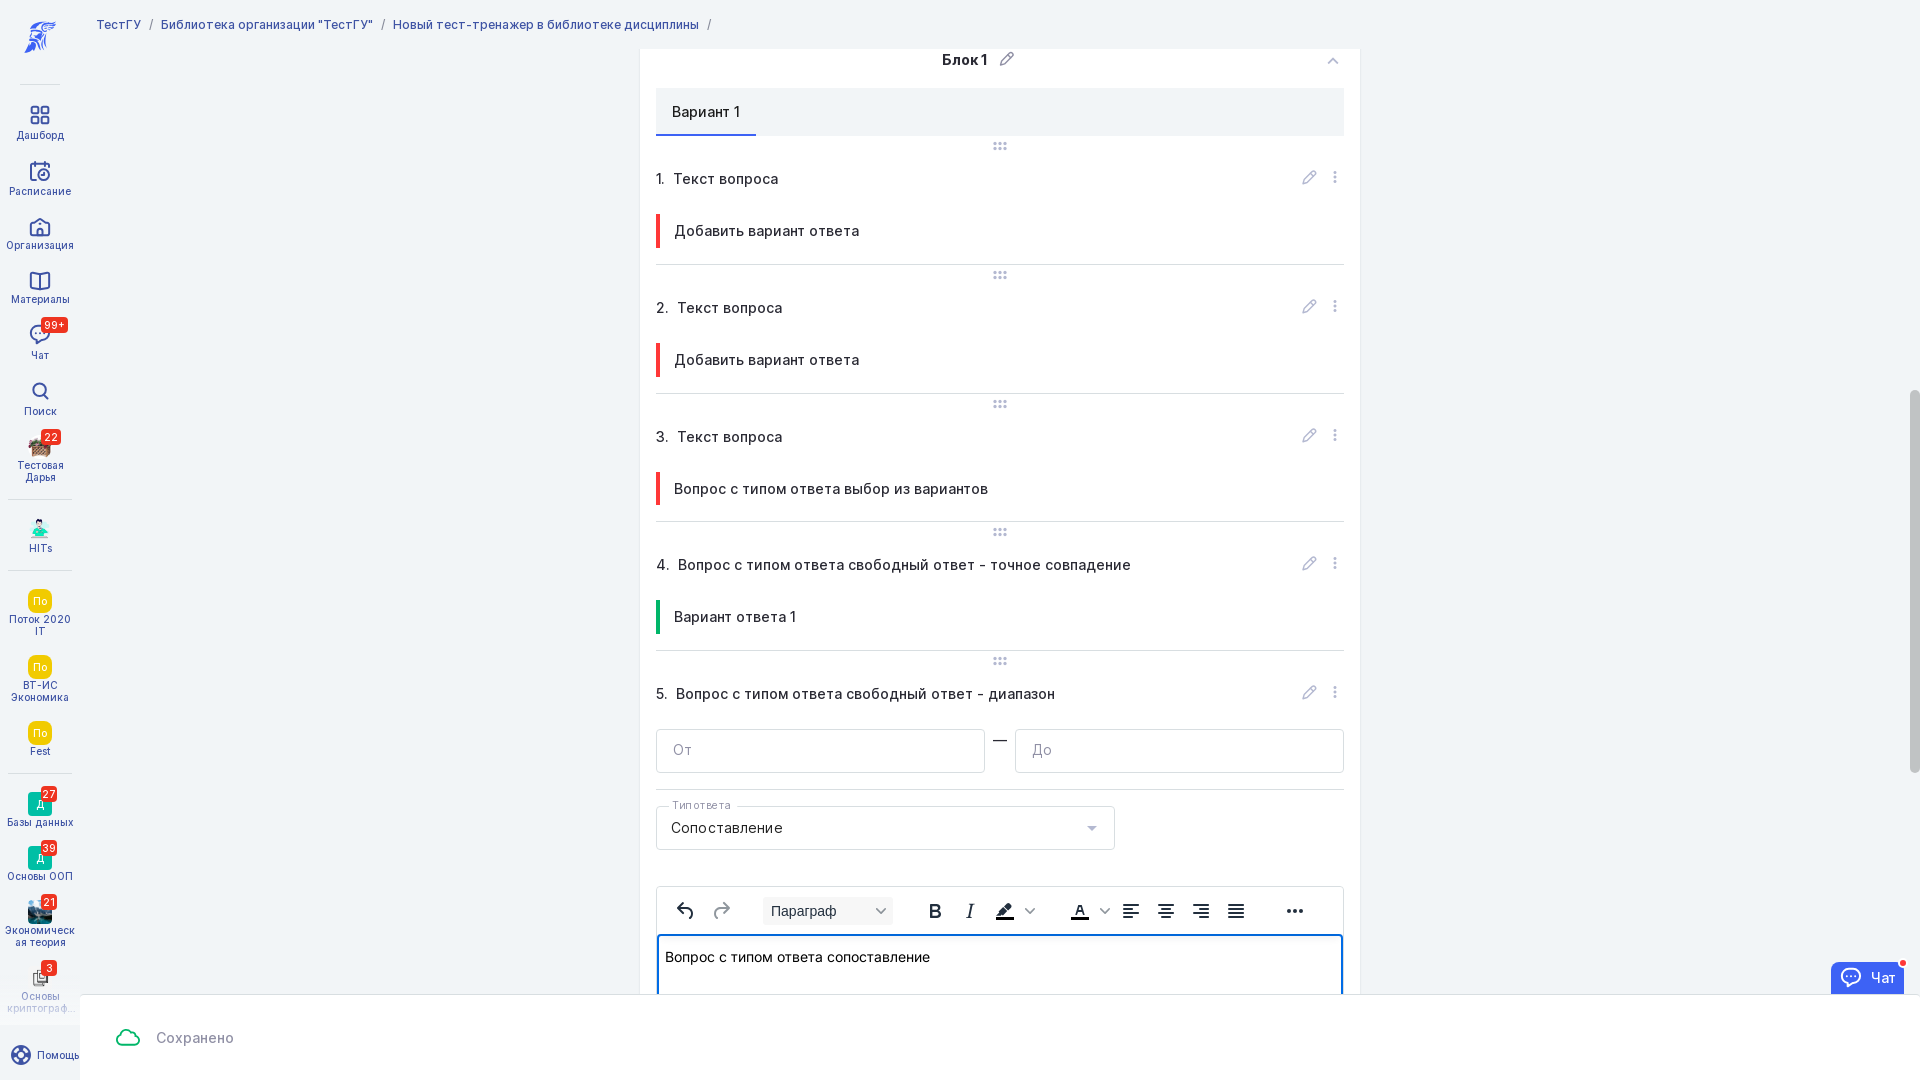 ТестГУ / Библиотека организации "ТестГУ" / Новый тест-тренажер в библиотеке дисциплины /
Дашборд
Расписание
Организация
Материалы
99+
Чат
Поиск
22
Тестовая
Дарья
HITs
По
Поток 2020
IT
По
ВТ-ИС
Экономика
По
Fest
27
Д
Базы данных
39
Д
Основы ООП
21
Экономическ
ая теория
3
Основы
криптограф...
Помощь
Блок 1
Вариант 1
1. Текст вопроса
Добавить вариант ответа
2. Текст вопроса
Добавить вариант ответа
3. Текст вопроса
Вопрос с типом ответа выбор из вариантов
4. Вопрос с типом ответа свободный ответ - точное совпадение
Вариант ответа 1
5. Вопрос с типом ответа свободный ответ - диапазон
От — До
Тип ответа
Сопоставление
Параграф
Вопрос с типом ответа сопоставление
Чат
Сохранено